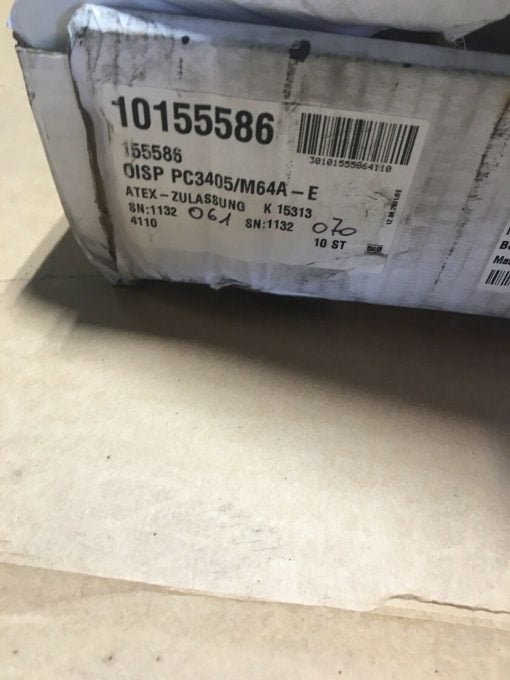 10155586
155586
OISP PC3405/M64A-E
ATEX-ZULASSUNG K 15313
SN:1132 061 SN:1132 070
4110 10 ST
30101555864110